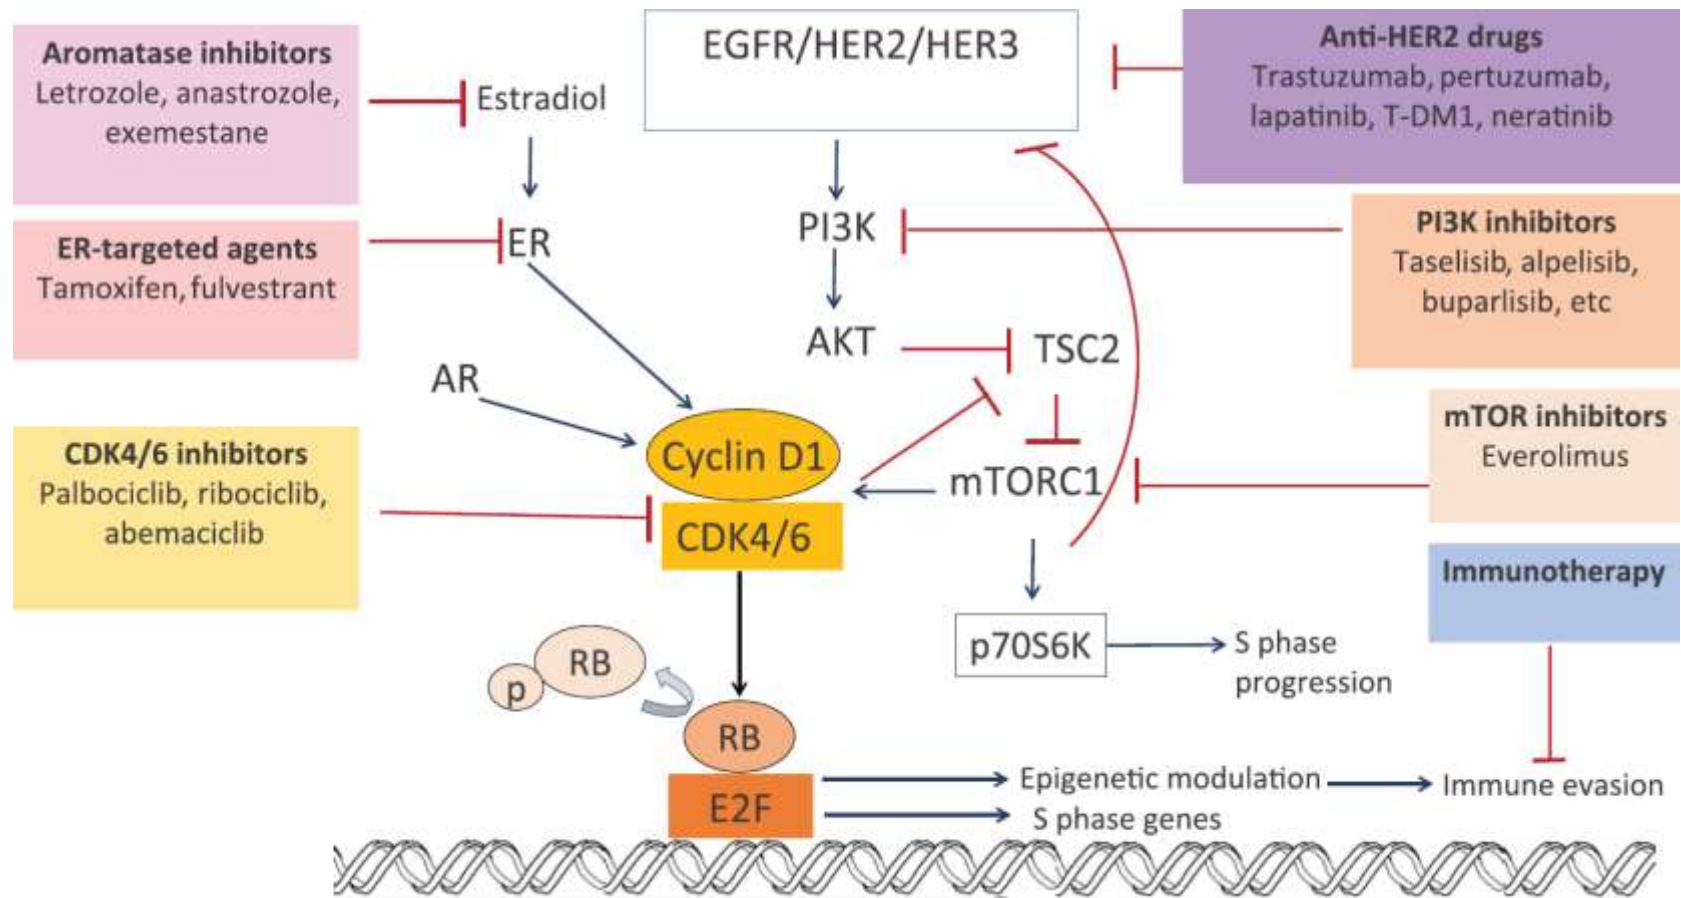 Aromatase inhibitors
Letrozole, anastrozole,
exemestane
Estradiol
EGFR/HER2/HER3
Anti-HER2 drugs
Trastuzumab, pertuzumab,
lapatinib, T-DM1, neratinib
ER-targeted agents
Tamoxifen, fulvestrant
ER
PI3K
PI3K inhibitors
Taselisib, alpelisib,
buparlisib, etc
AKT
TSC2
AR
CDK4/6 inhibitors
Palbociclib, ribociclib,
abemaciclib
Cyclin D1
CDK4/6
mTORC1
mTOR inhibitors
Everolimus
Immunotherapy
p70S6K
S phase
progression
RB
p
RB
E2F
Epigenetic modulation
Immune evasion
S phase genes